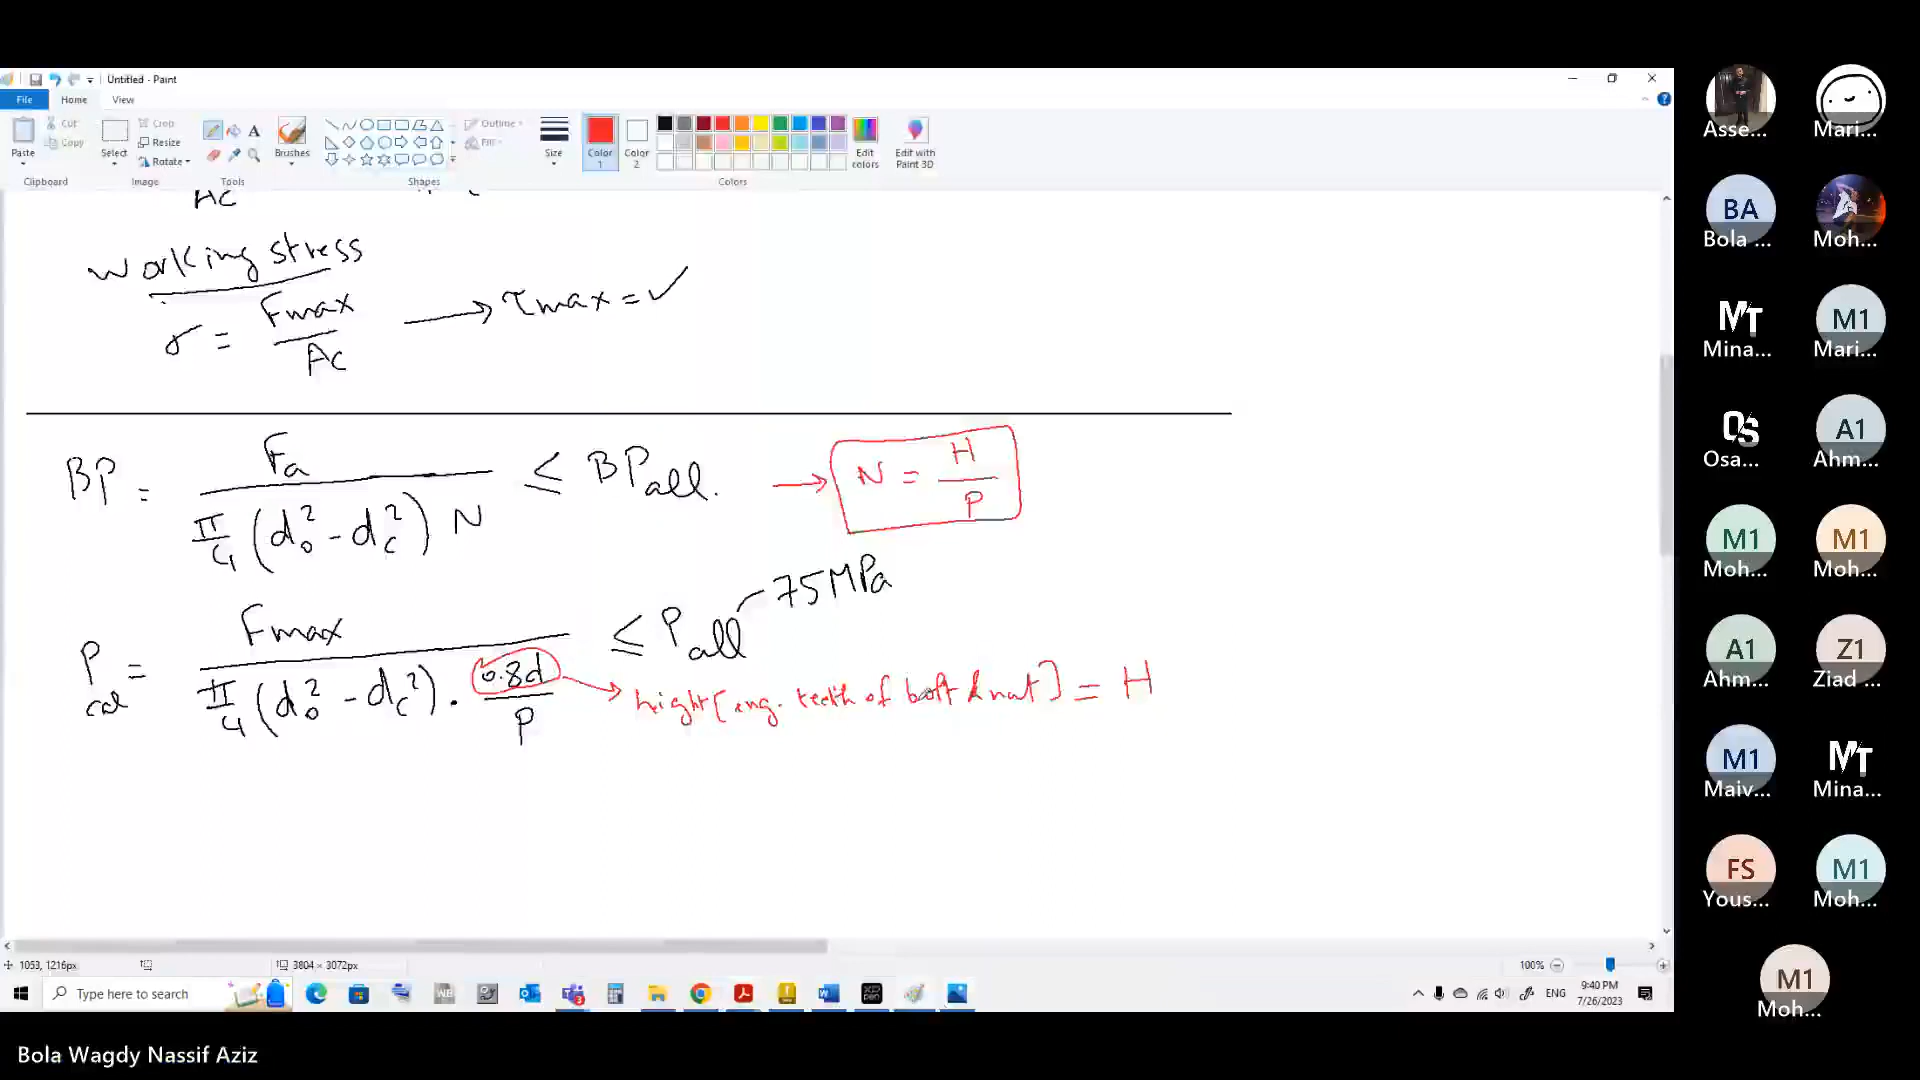 Untitled - Paint
File Home View
Cut
Copy
Paste
Clipboard
Crop
Resize
Rotate
Select
Image
Tools
Brushes
Shapes
Outline
Fill
Size
Color 1
Color 2
Colors
Edit colors
Edit with Paint 3D
Ac
working stress
σ = Fmax / Ac → τmax = ✓
BP = Fa / π/4 (do² - dc²) N ≤ BPall. → N = H / P
Pcal = Fmax / π/4 (do² - dc²) . 0.8d / P ≤ Pall 75MPa
→ height [eng. teeth of bolt & nut] = H
1053, 1216px
3804 × 3072px
100%
Type here to search
ENG
9:40 PM
7/26/2023
Asse...
Mari...
BA
Bola ...
Moh...
MT
Mina...
M1
Mari...
OS
Osa...
A1
Ahm...
M1
Moh...
M1
Moh...
A1
Ahm...
Z1
Ziad ...
M1
Maiv...
MT
Mina...
FS
Yous...
M1
Moh...
M1
Moh...
Bola Wagdy Nassif Aziz